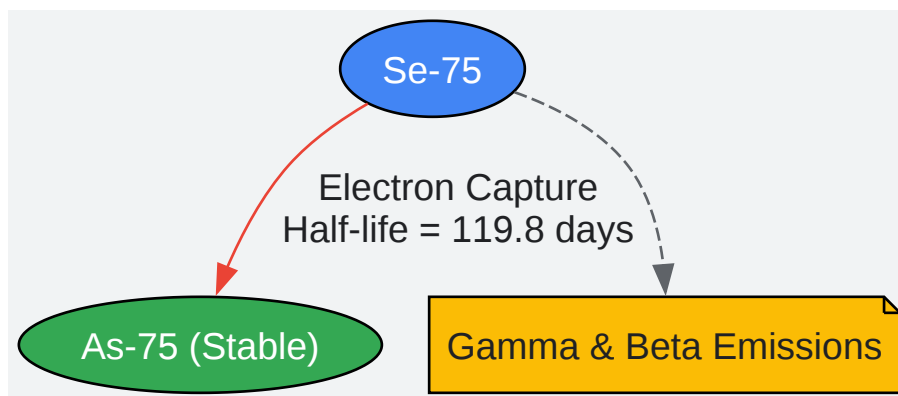 Se-75
Electron Capture
Half-life = 119.8 days
As-75 (Stable)
Gamma & Beta Emissions